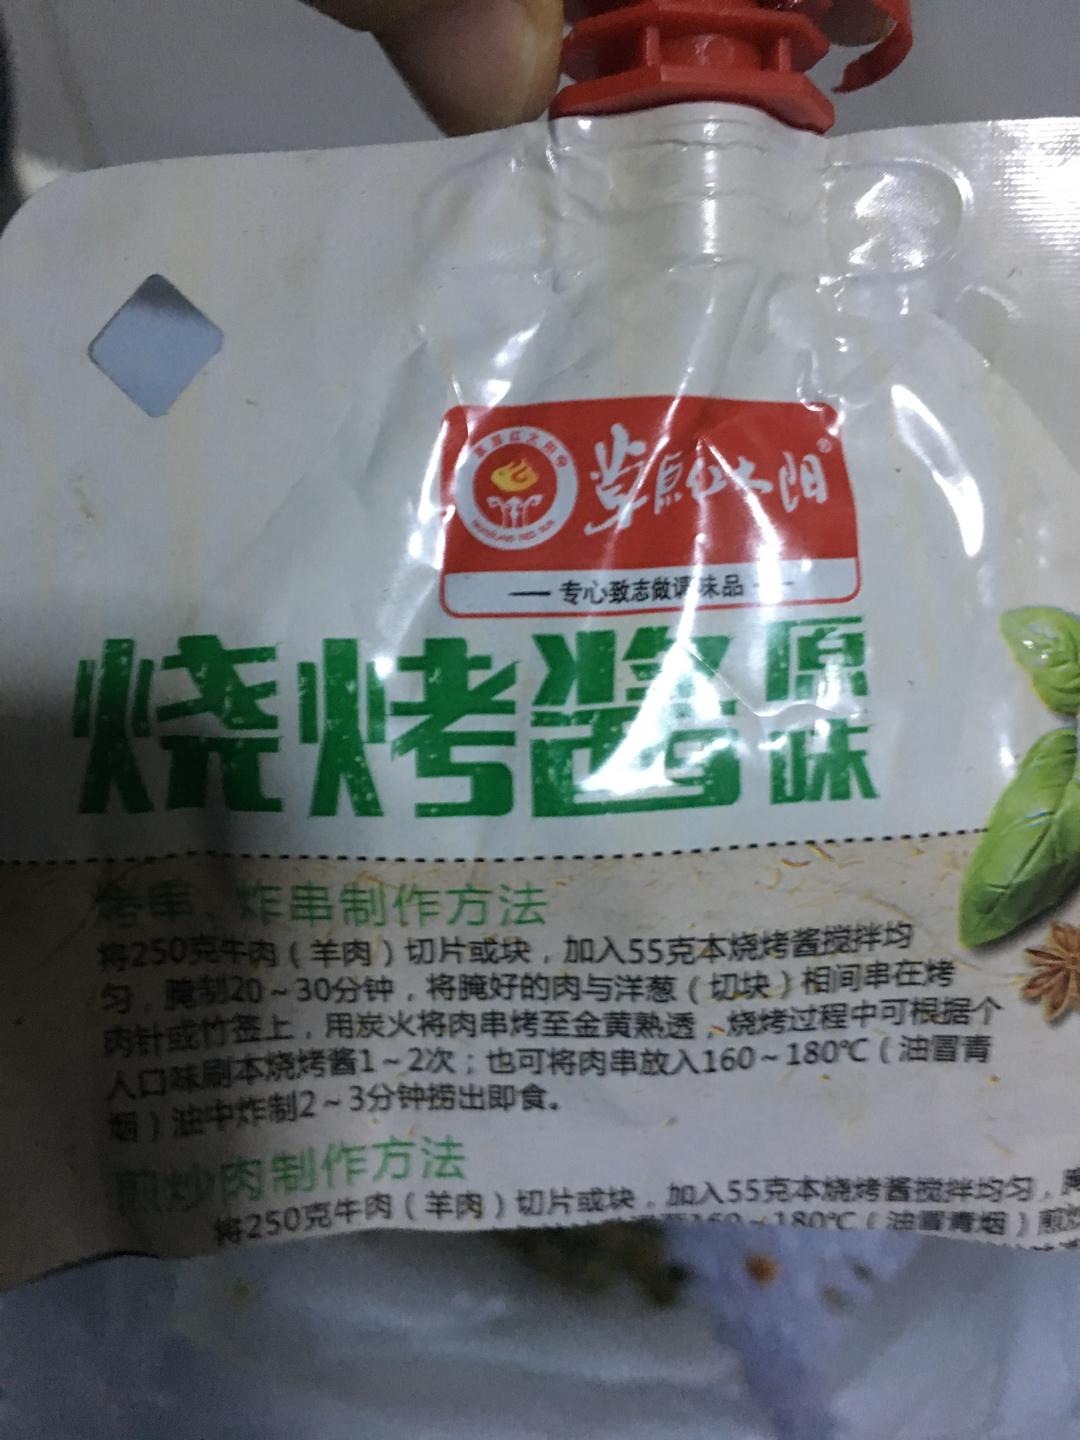 草原红太阳®
专心致志做调味品
烧烤酱 原味
烤串、炸串制作方法
将250克牛肉（羊肉）切片或块，加入55克本烧烤酱搅拌均
匀，腌制20~30分钟，将腌好的肉与洋葱（切块）相间串在烤
肉针或竹签上，用炭火将肉串烤至金黄熟透，烧烤过程中可根据个
人口味刷本烧烤酱1~2次；也可将肉串放入160~180℃（油冒青
烟）油中炸制2~3分钟捞出即食。
煎炒肉制作方法
将250克牛肉（羊肉）切片或块，加入55克本烧烤酱搅拌均匀，腌
160~180℃（油冒青烟）煎炒